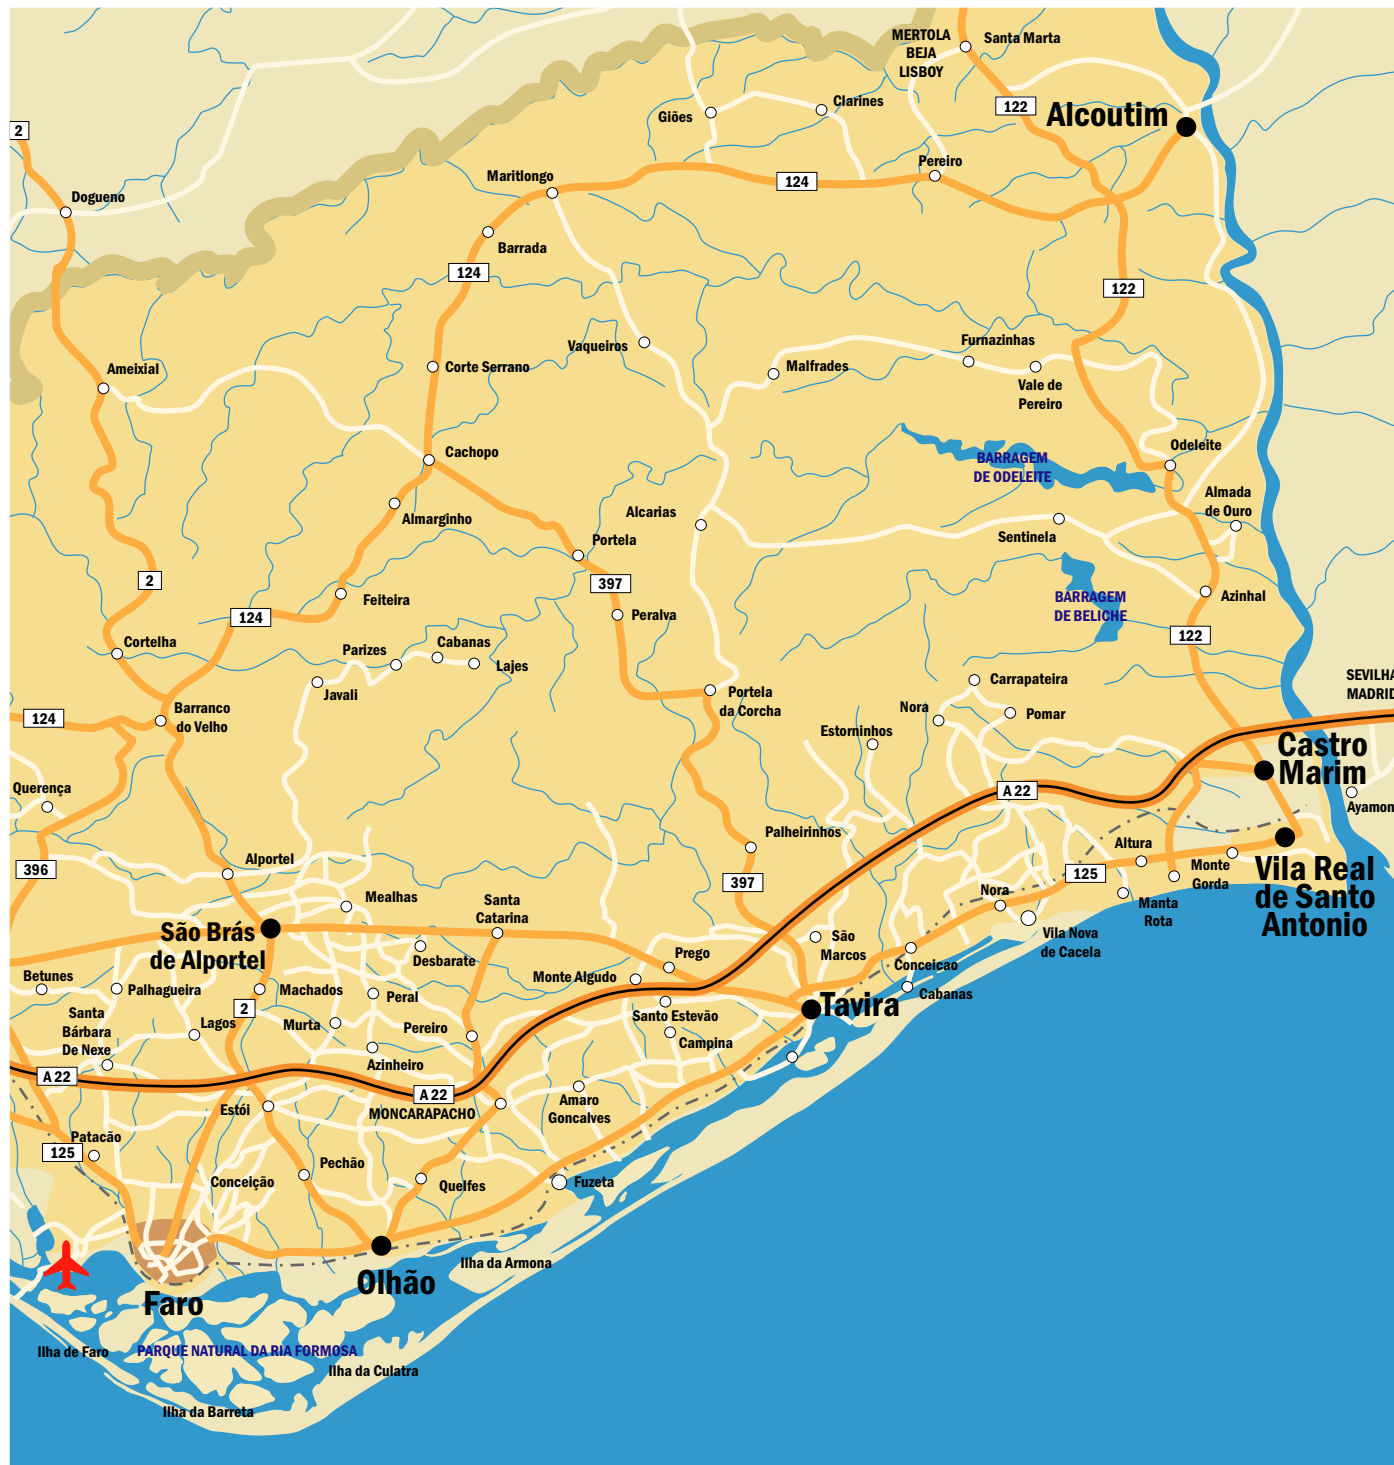 MERTOLA
BEJA
LISBOY
Santa Marta
122
Alcoutim
Clarines
Giões
2
Pereiro
124
Maritlongo
Dogueno
Barrada
124
122
Vaqueiros
Furnazinhas
Malfrades
Vale de
Pereiro
Ameixial
Corte Serrano
Cachopo
Odeleite
BARRAGEM
DE ODELEITE
Almada
de Ouro
Almarginho
Alcarias
Sentinela
Portela
2
397
Feiteira
Peralva
BARRAGEM
DE BELICHE
Azinhal
124
122
Cortelha
Parizes
Cabanas
Lajes
Javali
Carrapateira
SEVILHA
MADRID
Portela
da Corcha
Barranco
do Velho
124
Nora
Pomar
Estorninhos
Castro
Marim
Querença
A 22
Ayamon
Palheirinhos
Altura
Alportel
396
397
125
Monte
Gorda
Vila Real
de Santo
Antonio
Mealhas
Santa
Catarina
Nora
Manta
Rota
São Brás
de Alportel
São
Marcos
Vila Nova
de Cacela
Desbarate
Prego
Conceicao
Betunes
Palhagueira
Machados
Peral
Monte Algudo
Cabanas
2
Tavira
Santa
Bárbara
De Nexe
Lagos
Murta
Pereiro
Santo Estevão
Campina
Azinheiro
A 22
A 22
Estói
MONCARAPACHO
Amaro
Goncalves
Patacão
125
Pechão
Conceição
Quelfes
Fuzeta
Ilha da Armona
Olhão
Faro
Ilha de Faro
PARQUE NATURAL DA RIA FORMOSA
Ilha da Culatra
Ilha da Barreta